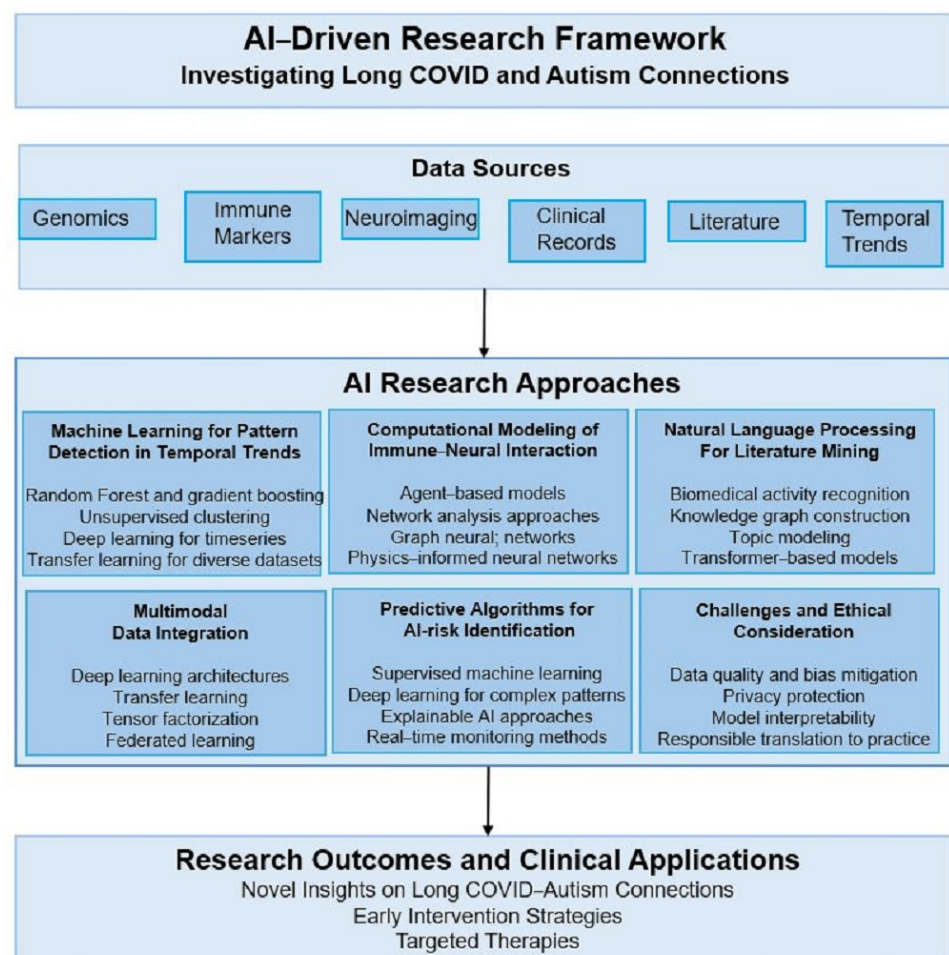 AI–Driven Research Framework
Investigating Long COVID and Autism Connections
Data Sources
Genomics
Immune
Markers
Neuroimaging
Clinical
Records
Literature
Temporal
Trends
AI Research Approaches
Machine Learning for Pattern
Detection in Temporal Trends
Random Forest and gradient boosting
Unsupervised clustering
Deep learning for timeseries
Transfer learning for diverse datasets
Computational Modeling of
Immune–Neural Interaction
Agent–based models
Network analysis approaches
Graph neural; networks
Physics–informed neural networks
Natural Language Processing
For Literature Mining
Biomedical activity recognition
Knowledge graph construction
Topic modeling
Transformer–based models
Multimodal
Data Integration
Deep learning architectures
Transfer learning
Tensor factorization
Federated learning
Predictive Algorithms for
AI-risk Identification
Supervised machine learning
Deep learning for complex patterns
Explainable AI approaches
Real–time monitoring methods
Challenges and Ethical
Consideration
Data quality and bias mitigation
Privacy protection
Model interpretability
Responsible translation to practice
Research Outcomes and Clinical Applications
Novel Insights on Long COVID–Autism Connections
Early Intervention Strategies
Targeted Therapies